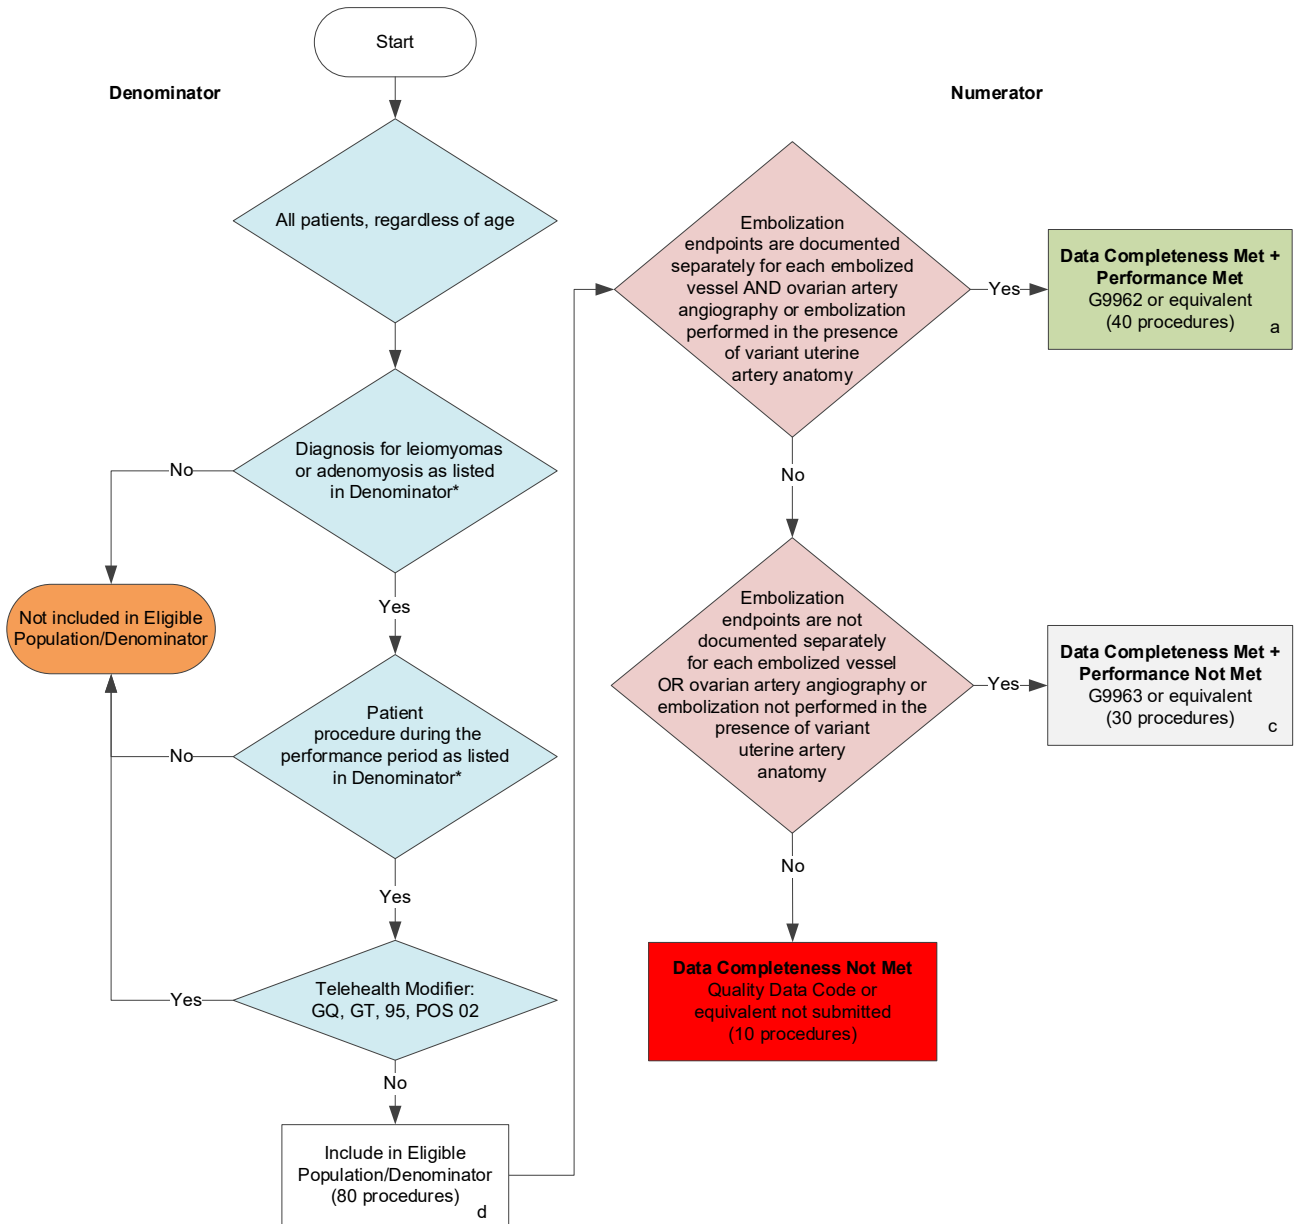 Start
Denominator
All patients, regardless of age
Diagnosis for leiomyomas
or adenomyosis as listed
in Denominator*
No
Yes
Not included in Eligible
Population/Denominator
Patient
procedure during the
performance period as listed
in Denominator*
No
Yes
Telehealth Modifier:
GQ, GT, 95, POS 02
Yes
No
Include in Eligible
Population/Denominator
(80 procedures)
d
Numerator
Embolization
endpoints are documented
separately for each embolized
vessel AND ovarian artery
angiography or embolization
performed in the presence
of variant uterine
artery anatomy
Yes
Data Completeness Met +
Performance Met
G9962 or equivalent
(40 procedures)
a
No
Embolization
endpoints are not
documented separately
for each embolized vessel
OR ovarian artery angiography or
embolization not performed in the
presence of variant
uterine artery
anatomy
Yes
Data Completeness Met +
Performance Not Met
G9963 or equivalent
(30 procedures)
c
No
Data Completeness Not Met
Quality Data Code or
equivalent not submitted
(10 procedures)